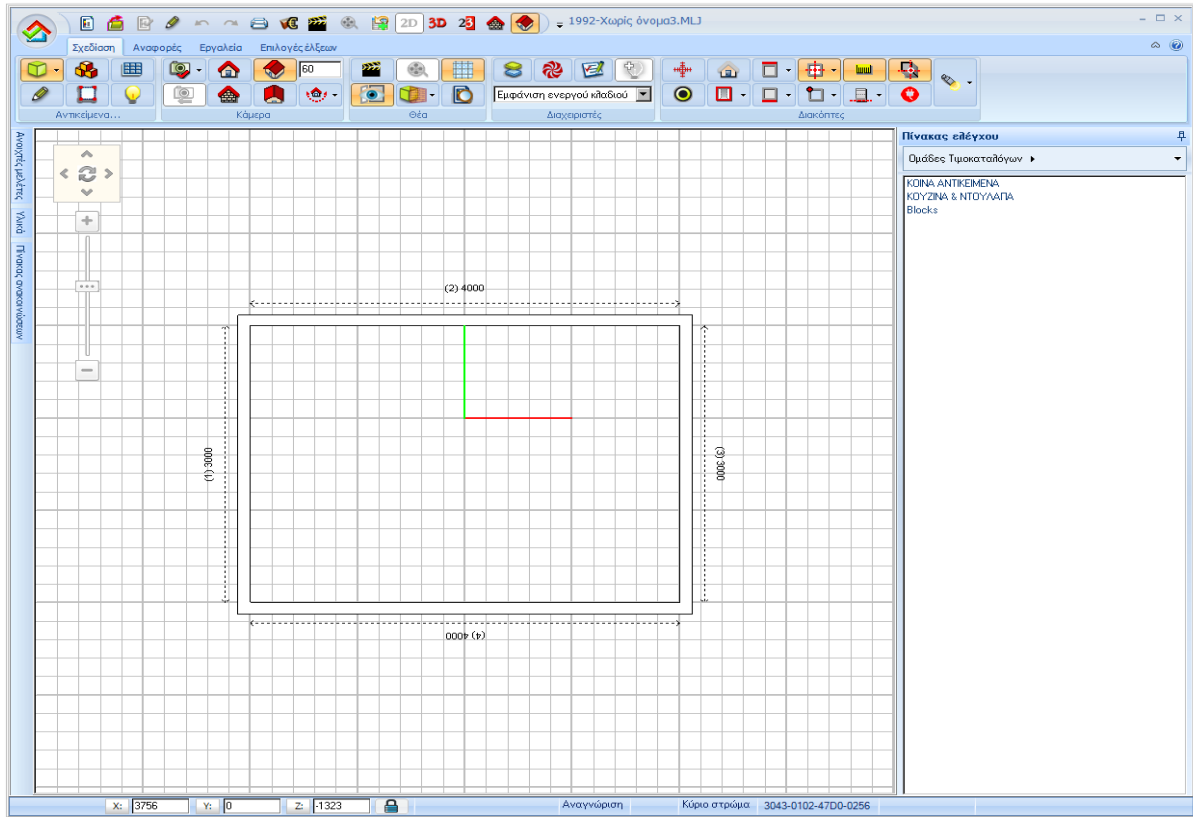 2D 3D 23 1992-Χωρίς όνομα3.MLJ
Σχεδίαση Αναφορές Εργαλεία Επιλογές έλξεων
60
Εμφάνιση ενεργού κλαδιού
Αντικείμενα... Κάμερα Θέα Διαχειριστές Διακόπτες
Ανοιχτές μελέτες
Υλικά
Πίνακας ανακοινώσεων
(2) 4000
(1) 3000
(3) 3000
(4) 4000
Πίνακας ελέγχου
Ομάδες Τιμοκαταλόγων
ΚΟΙΝΑ ΑΝΤΙΚΕΙΜΕΝΑ
ΚΟΥΖΙΝΑ & ΝΤΟΥΛΑΠΑ
Blocks
X: 3756 Y: 0 Z: -1323 Αναγνώριση Κύριο στρώμα 3043-0102-47D0-0256